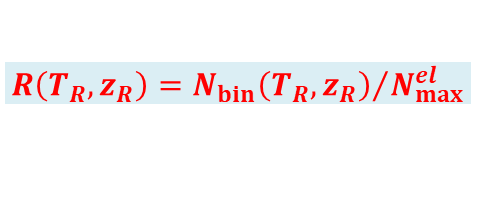 R(T_R, z_R) = N_bin(T_R, z_R)/N_max^el